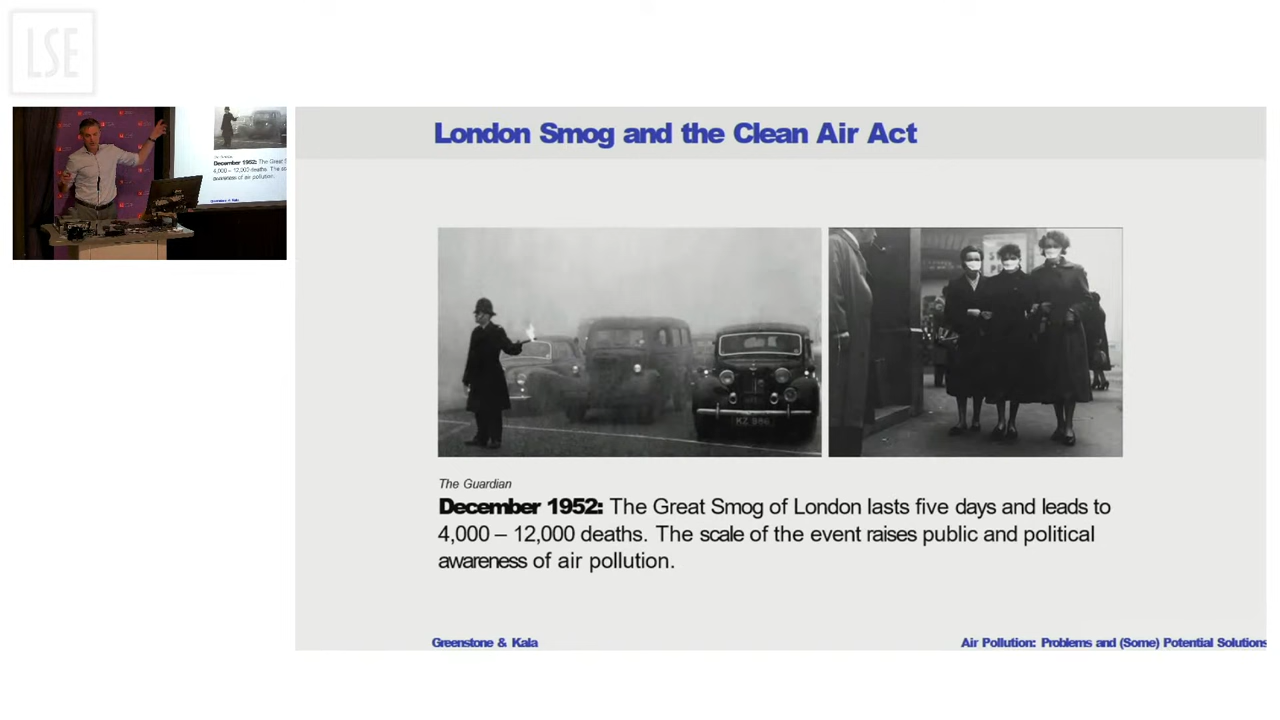 LSE
London Smog and the Clean Air Act
The Guardian
December 1952: The Great Smog of London lasts five days and leads to
4,000 – 12,000 deaths. The scale of the event raises public and political
awareness of air pollution.
Greenstone & Kala
Air Pollution: Problems and (Some) Potential Solutions